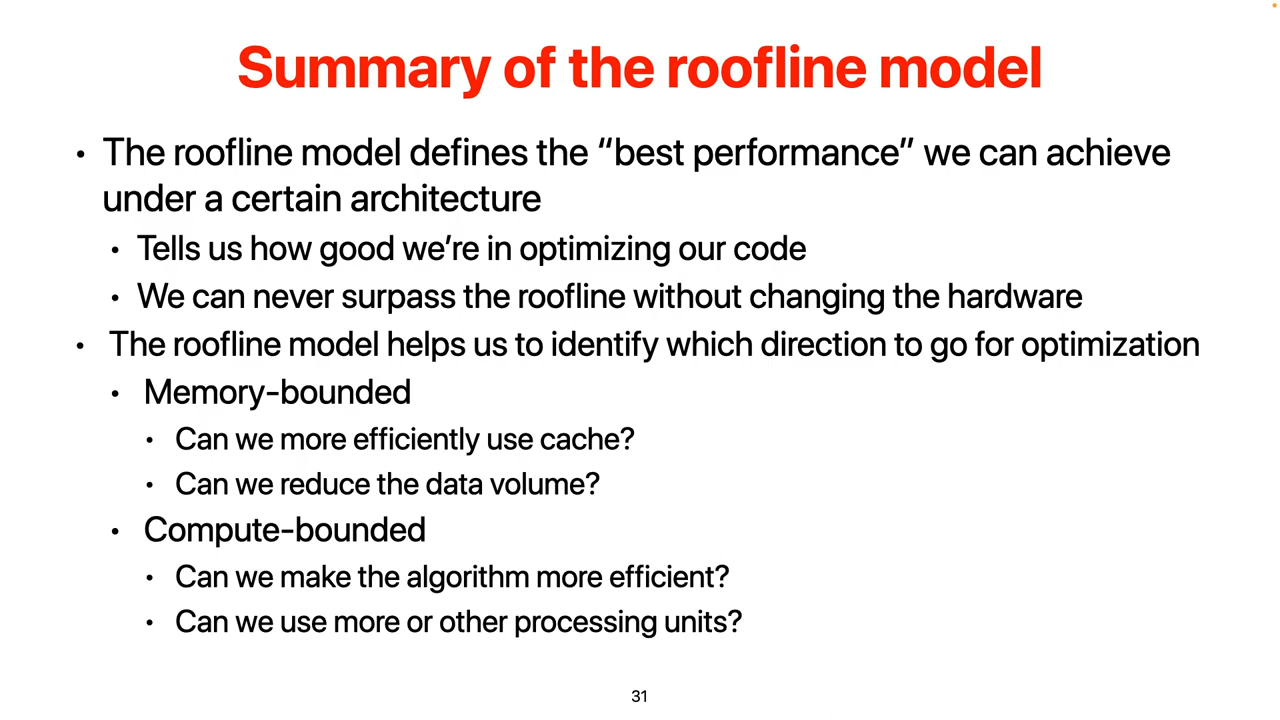 Summary of the roofline model
• The roofline model defines the “best performance” we can achieve
under a certain architecture
• Tells us how good we’re in optimizing our code
• We can never surpass the roofline without changing the hardware
• The roofline model helps us to identify which direction to go for optimization
• Memory-bounded
• Can we more efficiently use cache?
• Can we reduce the data volume?
• Compute-bounded
• Can we make the algorithm more efficient?
• Can we use more or other processing units?
31